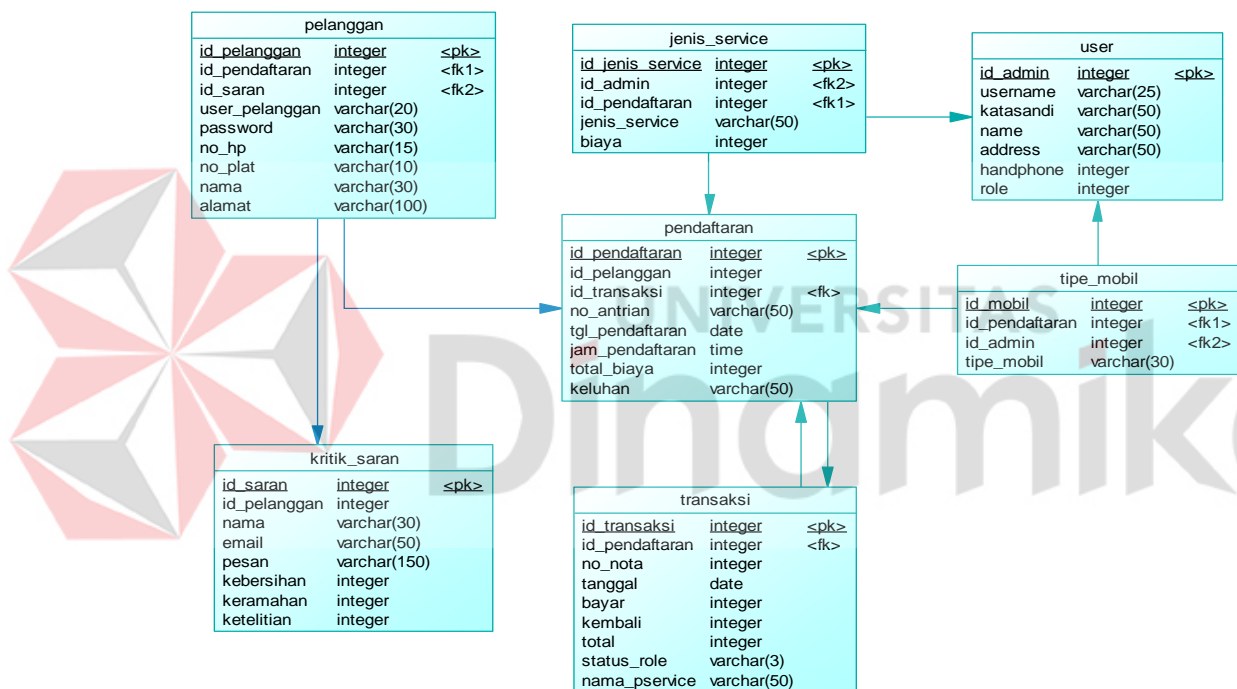 pelanggan
id_pelanggan integer <pk>
id_pendaftaran integer <fk1>
id_saran integer <fk2>
user_pelanggan varchar(20)
password varchar(30)
no_hp varchar(15)
no_plat varchar(10)
nama varchar(30)
alamat varchar(100)
jenis_service
id_jenis_service integer <pk>
id_admin integer <fk2>
id_pendaftaran integer <fk1>
jenis_service varchar(50)
biaya integer
user
id_admin integer <pk>
username varchar(25)
katasandi varchar(50)
name varchar(50)
address varchar(50)
handphone integer
role integer
pendaftaran
id_pendaftaran integer <pk>
id_pelanggan integer
id_transaksi integer <fk>
no_antrian varchar(50)
tgl_pendaftaran date
jam_pendaftaran time
total_biaya integer
keluhan varchar(50)
tipe_mobil
id_mobil integer <pk>
id_pendaftaran integer <fk1>
id_admin integer <fk2>
tipe_mobil varchar(30)
UNIVERSITAS
Dinamika
kritik_saran
id_saran integer <pk>
id_pelanggan integer
nama varchar(30)
email varchar(50)
pesan varchar(150)
kebersihan integer
keramahan integer
ketelitian integer
transaksi
id_transaksi integer <pk>
id_pendaftaran integer <fk>
no_nota integer
tanggal date
bayar integer
kembali integer
total integer
status_role varchar(3)
nama_pservice varchar(50)